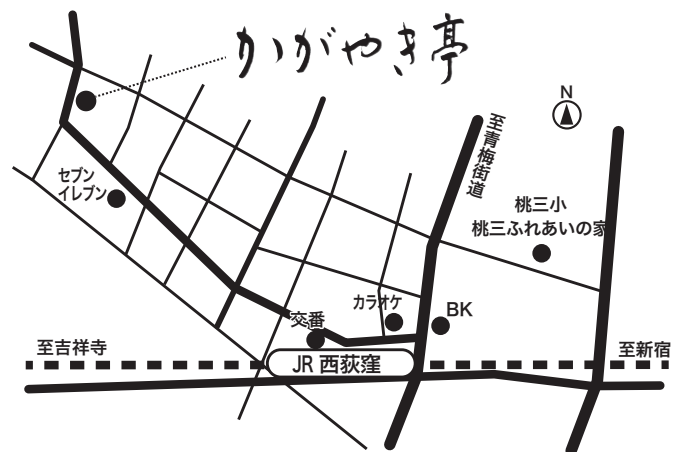 かゞがやき亭
N
至青梅街道
セブン
イレブン
桃三小
桃三ふれあいの家
カラオケ
BK
交番
至吉祥寺
JR 西荻窪
至新宿